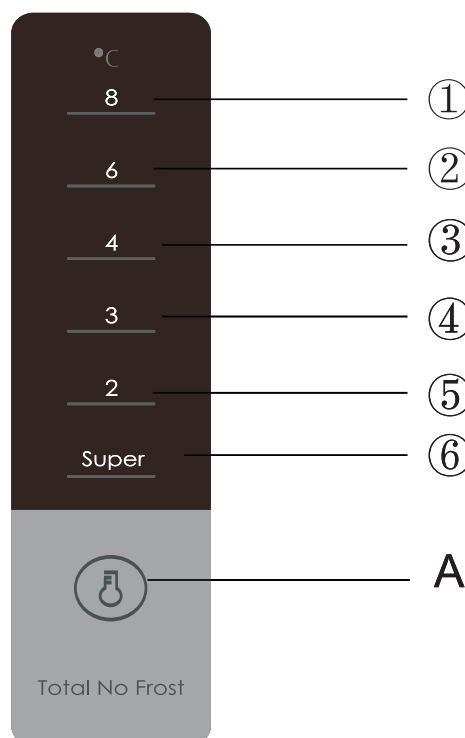 °C
8 ①
6 ②
4 ③
3 ④
2 ⑤
Super ⑥
A
Total No Frost